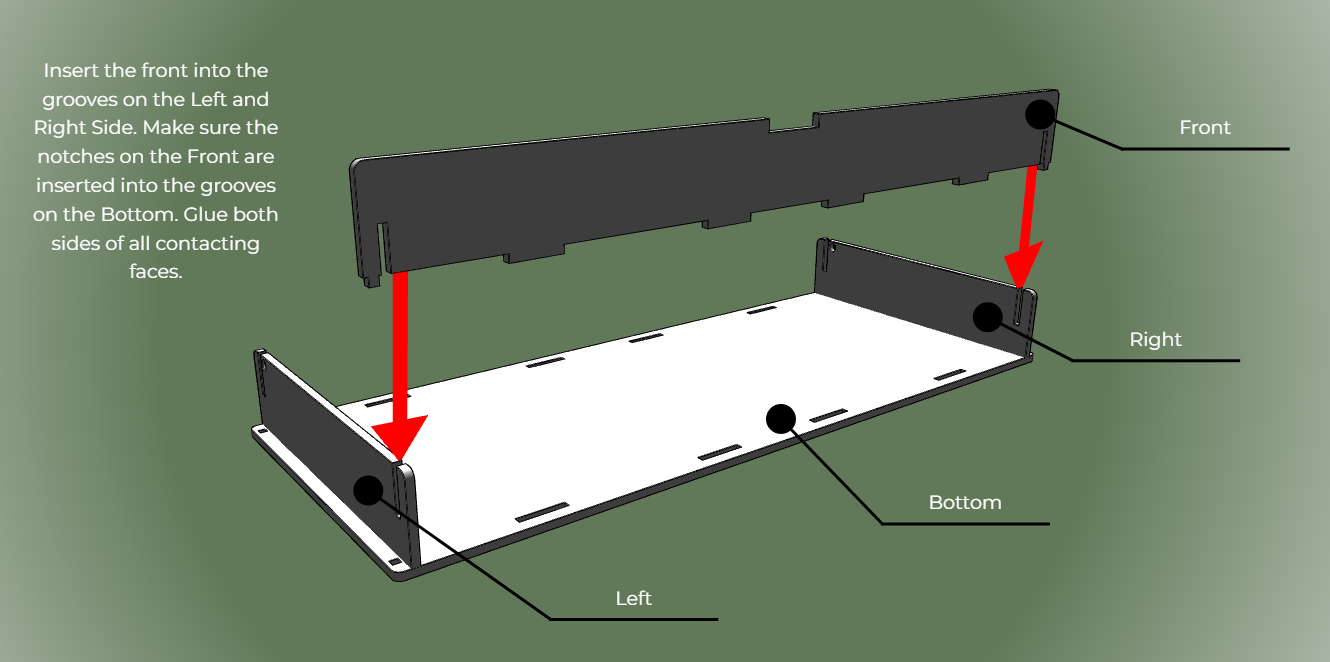 Insert the front into the
grooves on the Left and
Right Side. Make sure the
notches on the Front are
inserted into the grooves
on the Bottom. Glue both
sides of all contacting
faces.
Front
Right
Bottom
Left